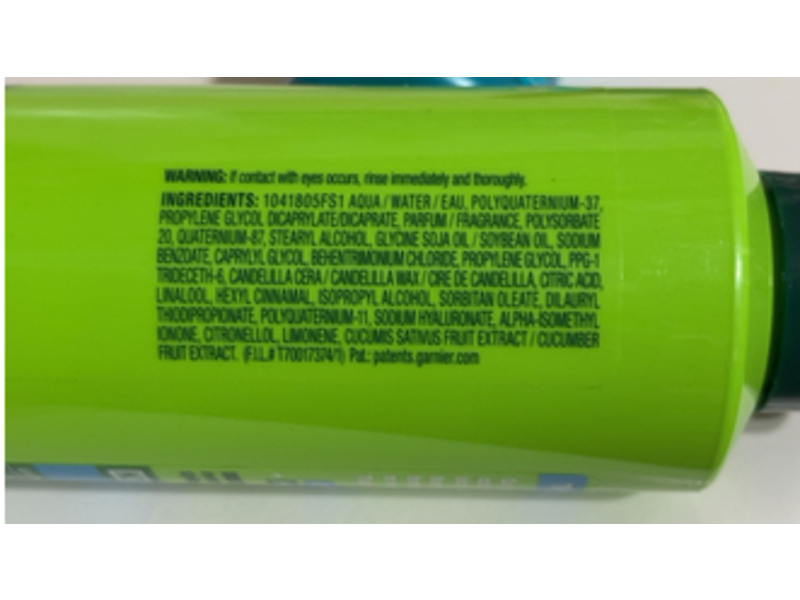 WARNING: If contact with eyes occurs, rinse immediately and thoroughly.
INGREDIENTS: 1041805FS1 AQUA / WATER / EAU, POLYQUATERNIUM-37,
PROPYLENE GLYCOL DICAPRYLATE/DICAPRATE, PARFUM / FRAGRANCE, POLYSORBATE
20, QUATERNIUM-87, STEARYL ALCOHOL, GLYCINE SOJA OIL / SOYBEAN OIL, SODIUM
BENZOATE, CAPRYLYL GLYCOL, BEHENTRIMONIUM CHLORIDE, PROPYLENE GLYCOL, PPG-1
TRIDECETH-6, CANDELILLA CERA / CANDELILLA WAX / CIRE DE CANDELILLA, CITRIC ACID,
LINALOOL, HEXYL CINNAMAL, ISOPROPYL ALCOHOL, SORBITAN OLEATE, DILAURYL
THIODIPROPIONATE, POLYQUATERNIUM-11, SODIUM HYALURONATE, ALPHA-ISOMETHYL
IONONE, CITRONELLOL, LIMONENE, CUCUMIS SATIVUS FRUIT EXTRACT / CUCUMBER
FRUIT EXTRACT. (F.I.L.# T70017374/1) Pat.: patents.garnier.com